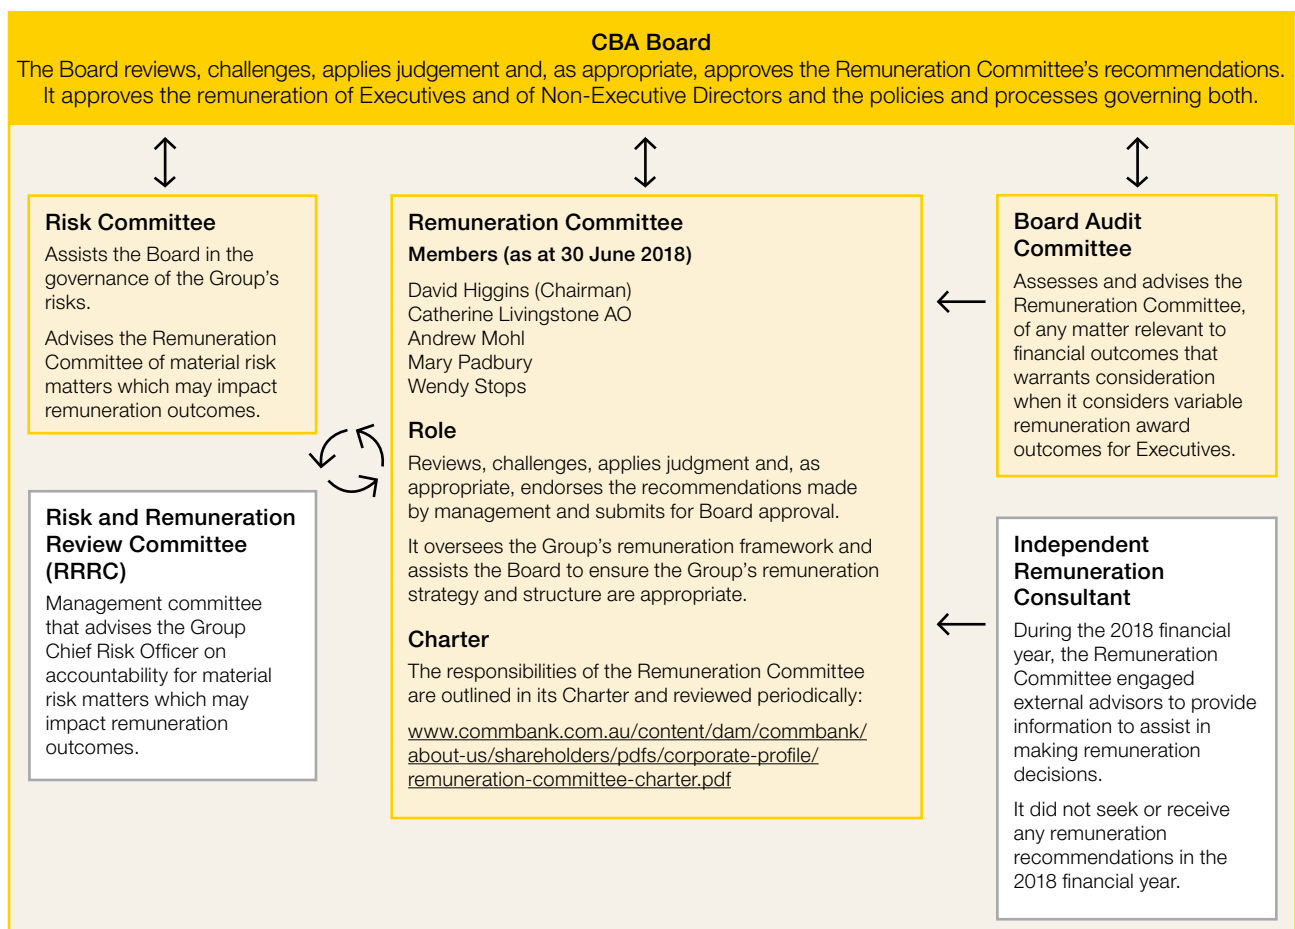 CBA Board
The Board reviews, challenges, applies judgement and, as appropriate, approves the Remuneration Committee's recommendations.
It approves the remuneration of Executives and of Non-Executive Directors and the policies and processes governing both.
Risk Committee
Assists the Board in the
governance of the Group's
risks.
Advises the Remuneration
Committee of material risk
matters which may impact
remuneration outcomes.
Risk and Remuneration
Review Committee
(RRRC)
Management committee
that advises the Group
Chief Risk Officer on
accountability for material
risk matters which may
impact remuneration
outcomes.
Remuneration Committee
Members (as at 30 June 2018)
David Higgins (Chairman)
Catherine Livingstone AO
Andrew Mohl
Mary Padbury
Wendy Stops
Role
Reviews, challenges, applies judgment and, as
appropriate, endorses the recommendations made
by management and submits for Board approval.
It oversees the Group's remuneration framework and
assists the Board to ensure the Group's remuneration
strategy and structure are appropriate.
Charter
The responsibilities of the Remuneration Committee
are outlined in its Charter and reviewed periodically:
www.commbank.com.au/content/dam/commbank/
about-us/shareholders/pdfs/corporate-profile/
remuneration-committee-charter.pdf
Board Audit
Committee
Assesses and advises the
Remuneration Committee,
of any matter relevant to
financial outcomes that
warrants consideration
when it considers variable
remuneration award
outcomes for Executives.
Independent
Remuneration
Consultant
During the 2018 financial
year, the Remuneration
Committee engaged
external advisors to provide
information to assist in
making remuneration
decisions.
It did not seek or receive
any remuneration
recommendations in the
2018 financial year.